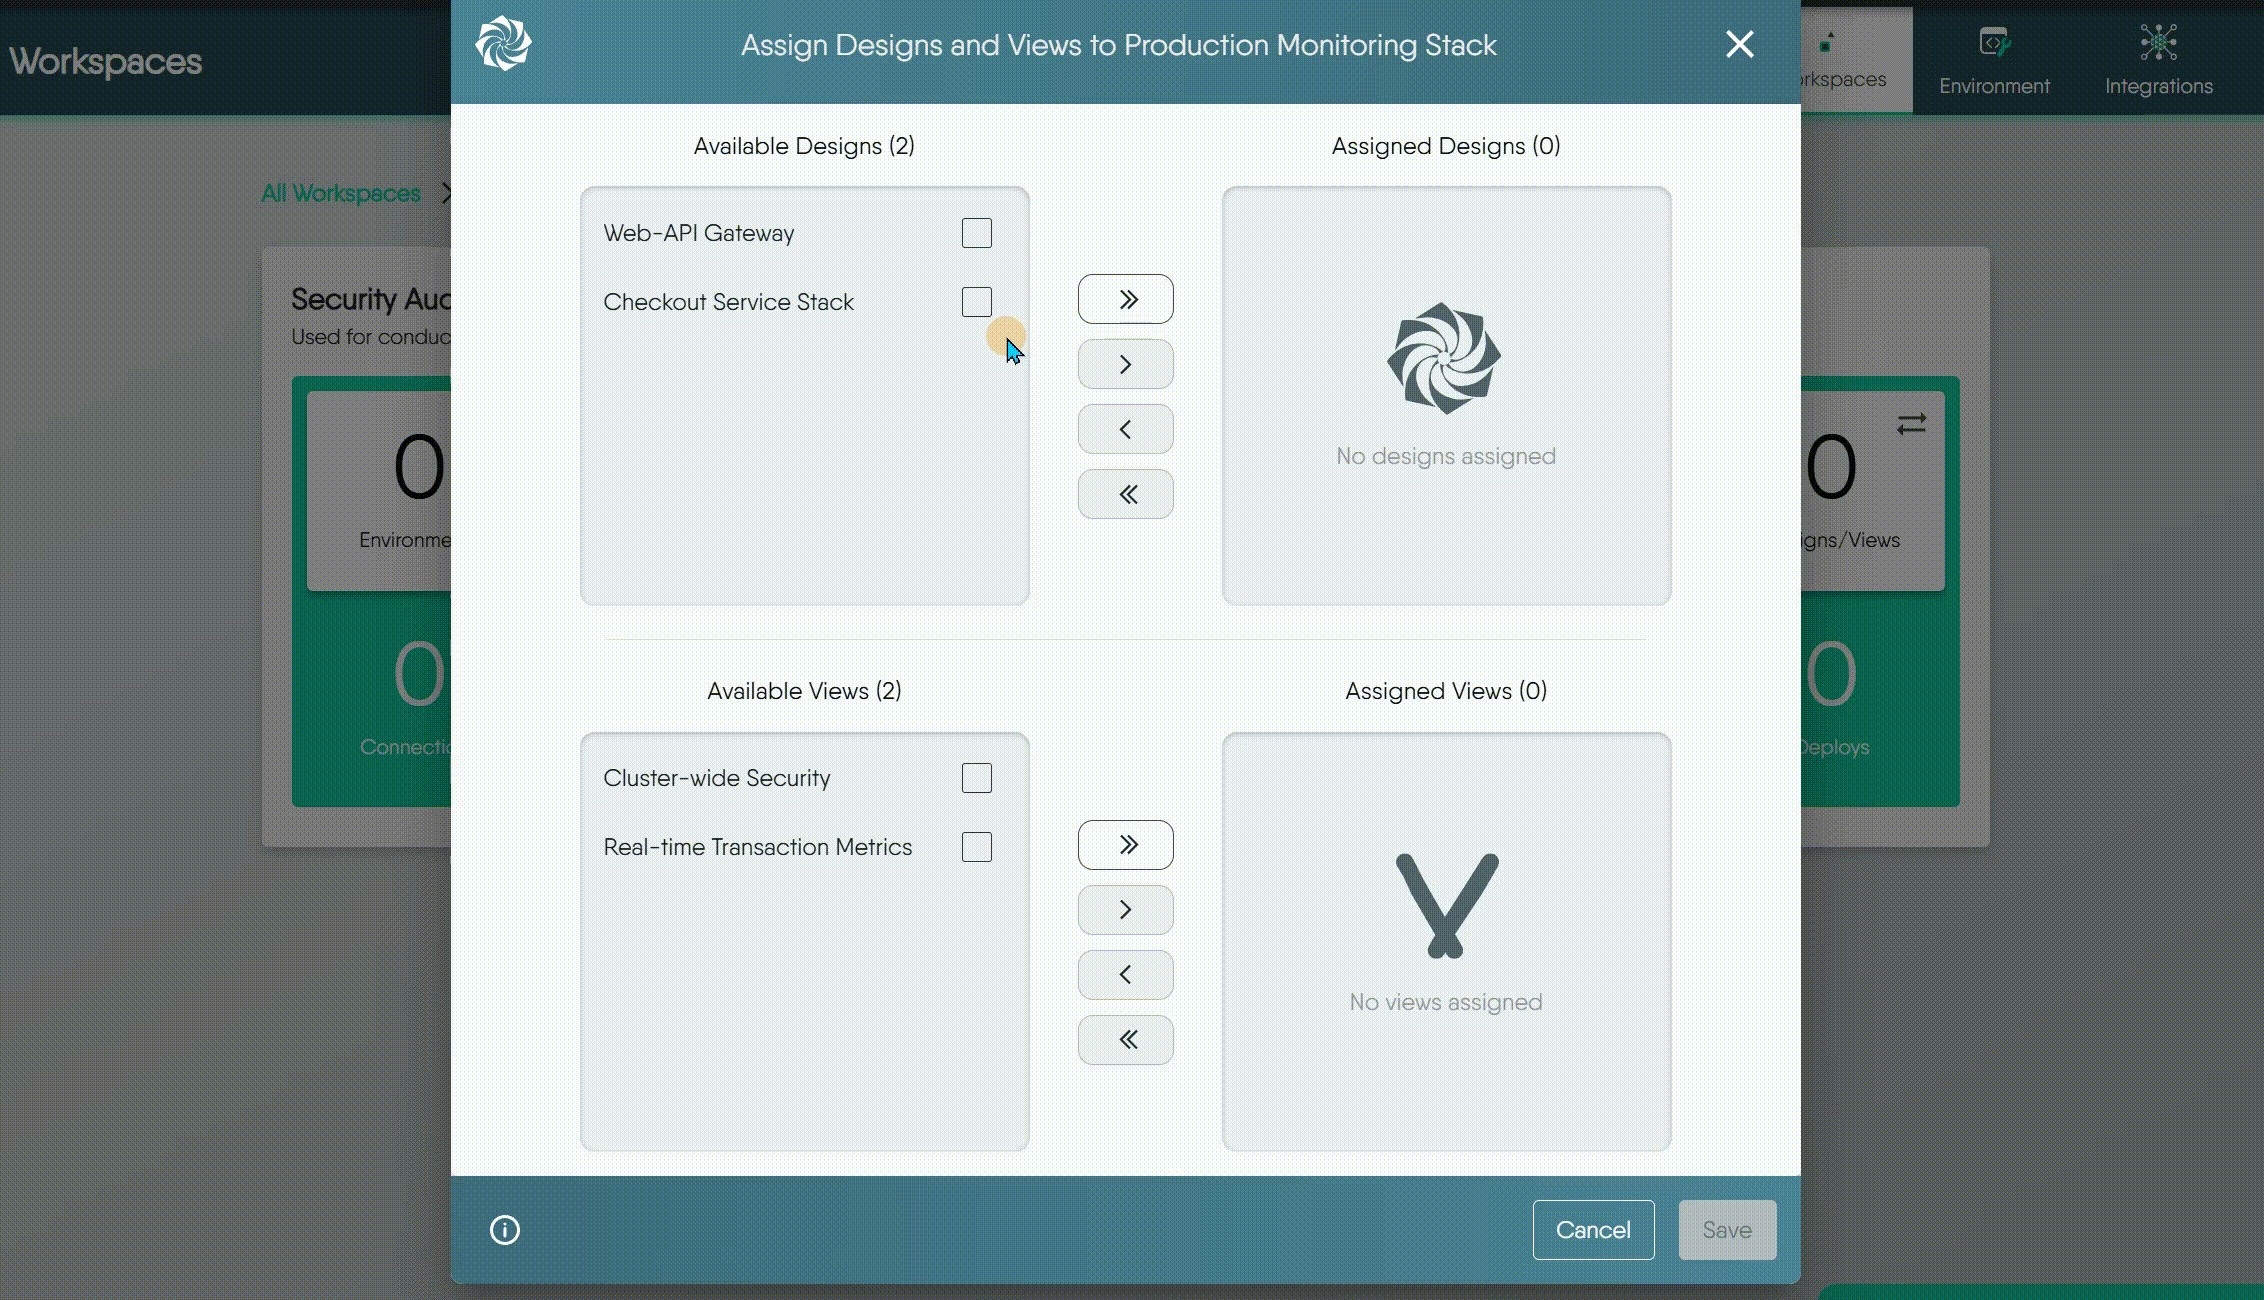 Workspaces
Assign Designs and Views to Production Monitoring Stack
rkspaces
Environment
Integrations
All Workspaces
Security Aud
Used for conduc
0
Environme
0
Connectio
Available Designs (2)
Web-API Gateway
Checkout Service Stack
Assigned Designs (0)
No designs assigned
Available Views (2)
Cluster-wide Security
Real-time Transaction Metrics
Assigned Views (0)
No views assigned
0
igns/Views
0
Deploys
Cancel
Save